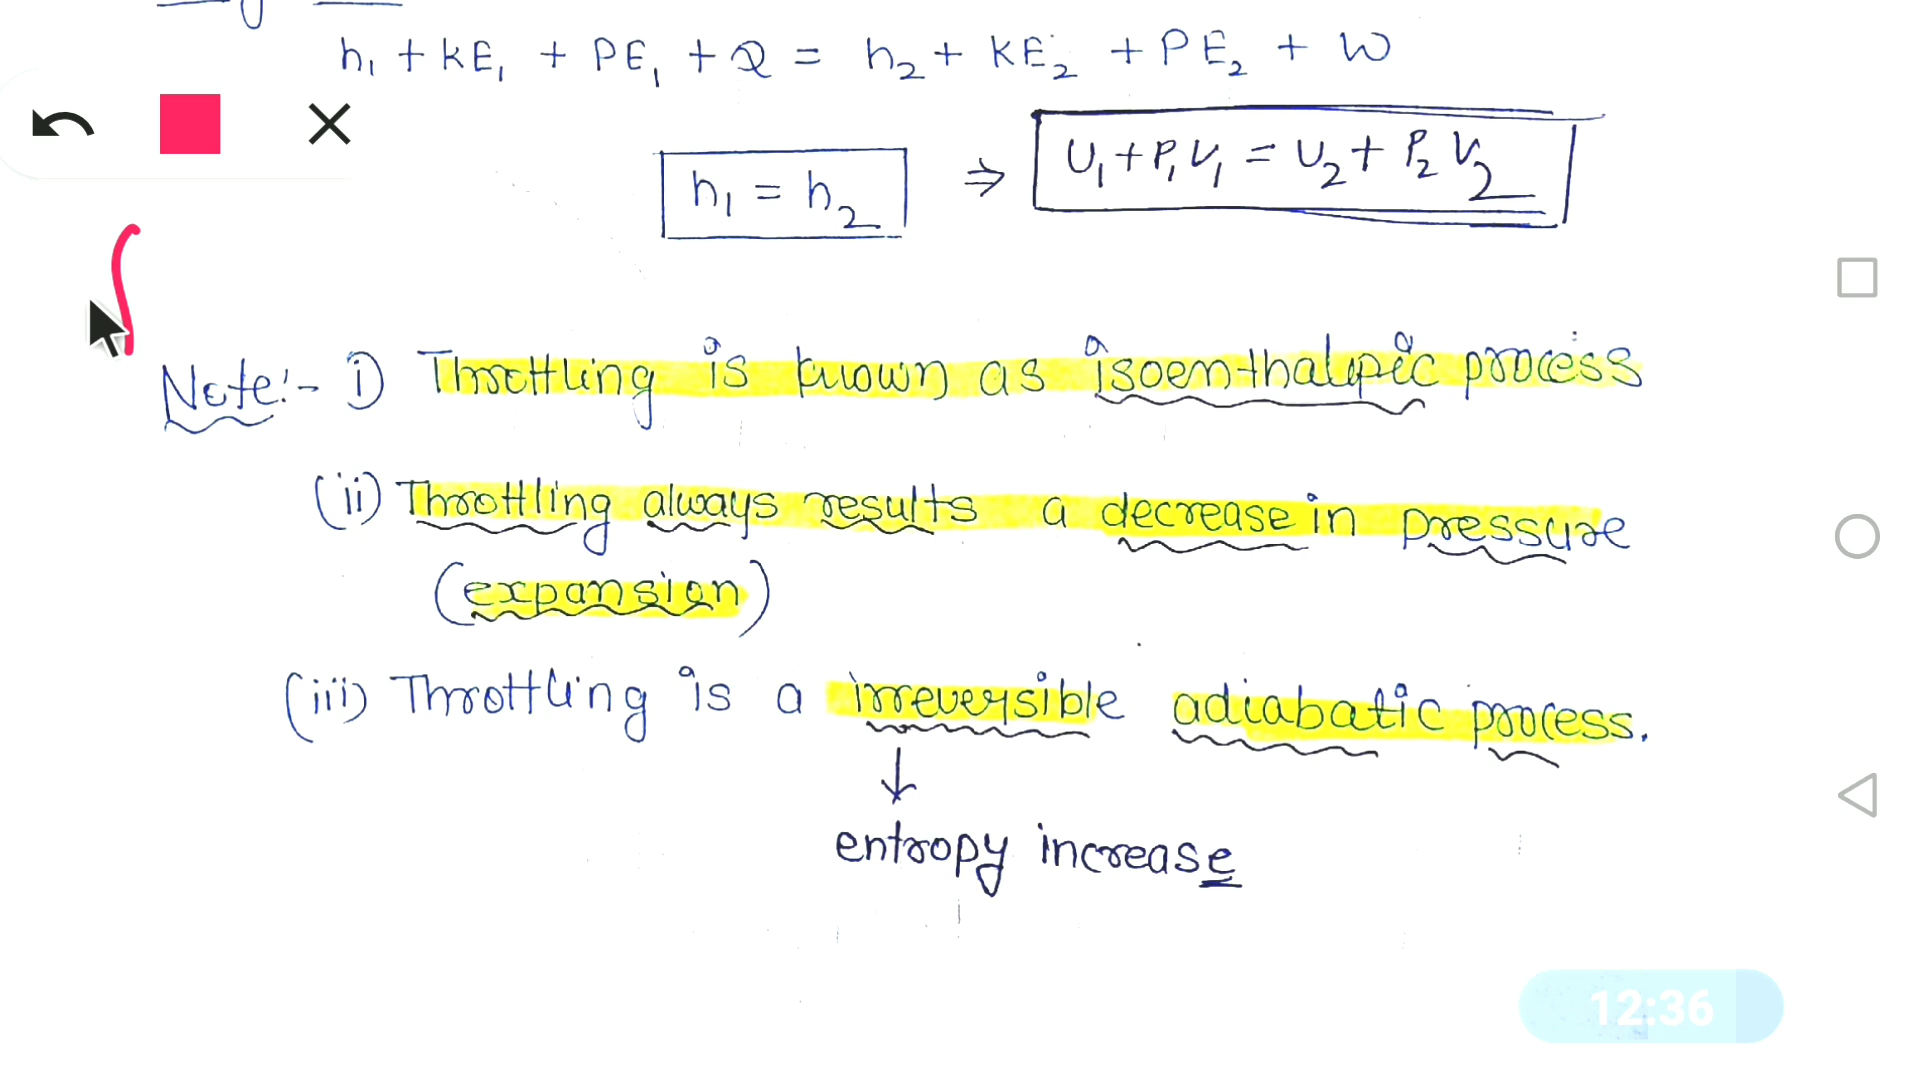 h₁ + KE₁ + PE₁ + Q = h₂ + KE₂ + PE₂ + W
h₁ = h₂ ⇒ U₁ + P₁V₁ = U₂ + P₂V₂
Note:- i) Throttling is known as isoenthalpic process
(ii) Throttling always results a decrease in pressure
(expansion)
(iii) Throttling is a irreversible adiabatic process.
↓
entropy increase
12:36